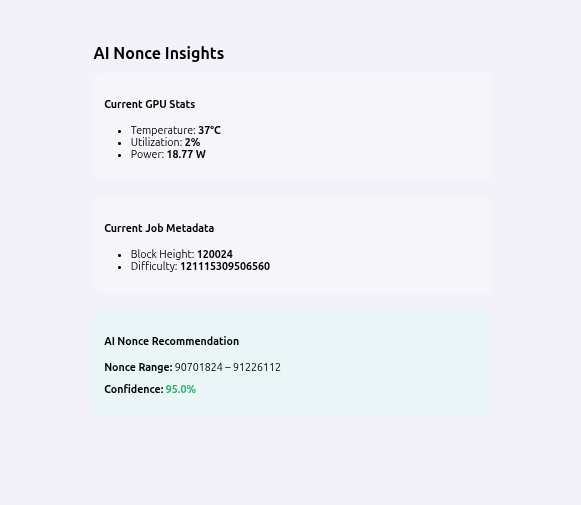 AI Nonce Insights
Current GPU Stats
• Temperature: 37°C
• Utilization: 2%
• Power: 18.77 W
Current Job Metadata
• Block Height: 120024
• Difficulty: 121115309506560
AI Nonce Recommendation
Nonce Range: 90701824 – 91226112
Confidence: 95.0%